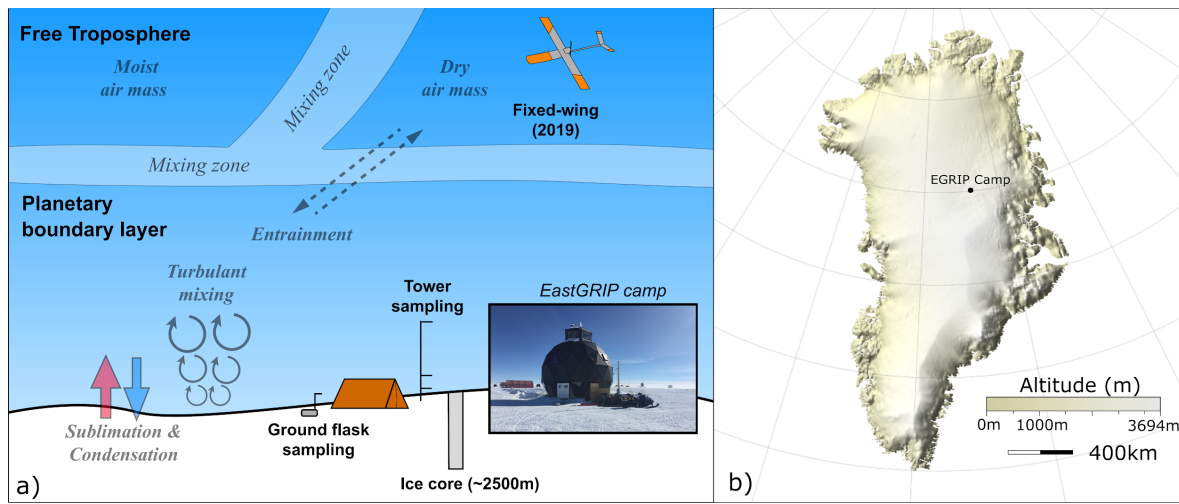 Free Troposphere
Moist
air mass
Mixing zone
Dry
air mass
Fixed-wing
(2019)
Mixing zone
Planetary
boundary layer
Entrainment
Turbulant
mixing
Tower
sampling
EastGRIP camp
Sublimation &
Condensation
Ground flask
sampling
Ice core (~2500m)
a)
EGRIP Camp
Altitude (m)
0m 1000m 3694m
400km
b)